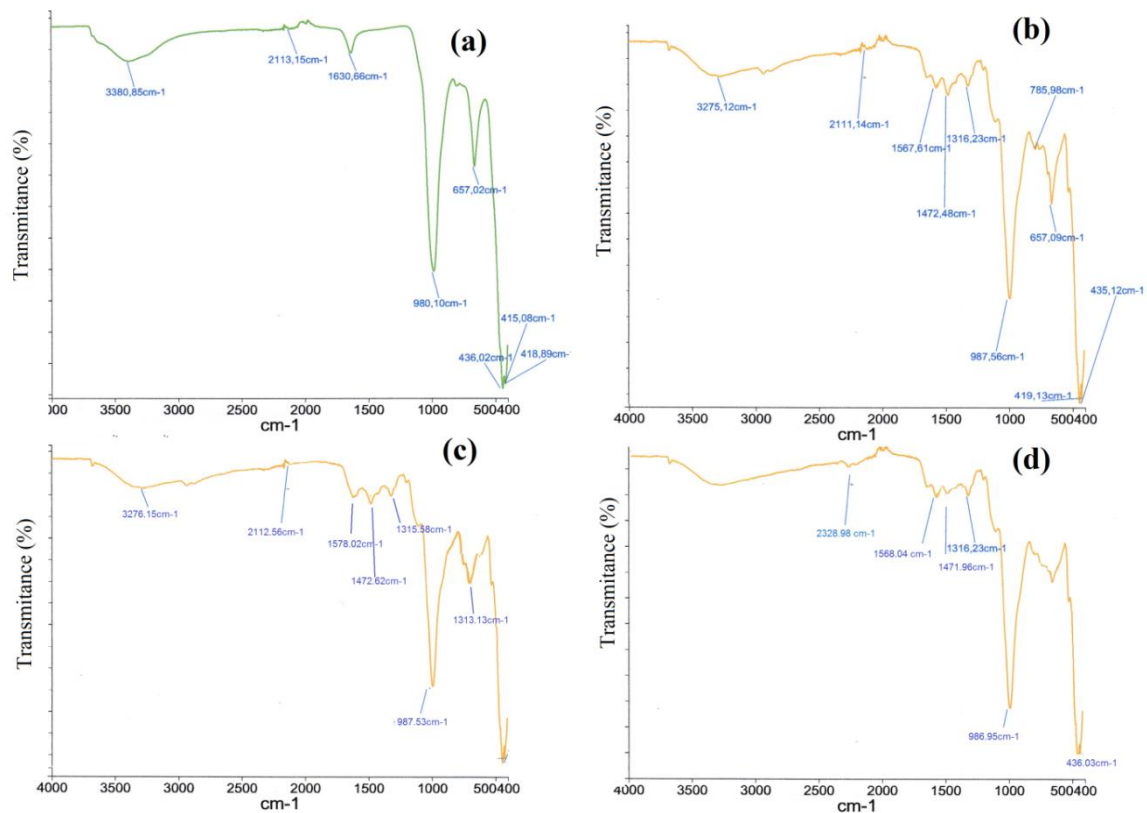 (a)
Transmitance (%)
2113,15cm-1
1630,66cm-1
3380,85cm-1
657,02cm-1
980,10cm-1
415,08cm-1
436,02cm-1
418,89cm-
4000
3000
2000
1000
500400
cm-1
(b)
Transmitance (%)
3275,12cm-1
2111,14cm-1
785,98cm-1
1567,61cm-1
1316,23cm-1
1472,48cm-1
657,09cm-1
435,12cm-1
987,56cm-1
419,13cm-1
4000
3000
2000
1500
1000
500400
cm-1
(c)
Transmitance (%)
3276.15cm-1
2112.56cm-1
1578.02cm-1
1315.58cm-1
1472.62cm-1
1313.13cm-1
987.53cm-1
4000
3000
2000
1500
1000
500400
cm-1
(d)
Transmitance (%)
2328.98 cm-1
1568.04 cm-1
1316,23cm-1
1471.96cm-1
986.95cm-1
436.03cm-1
4000
3000
2000
1500
1000
500400
cm-1